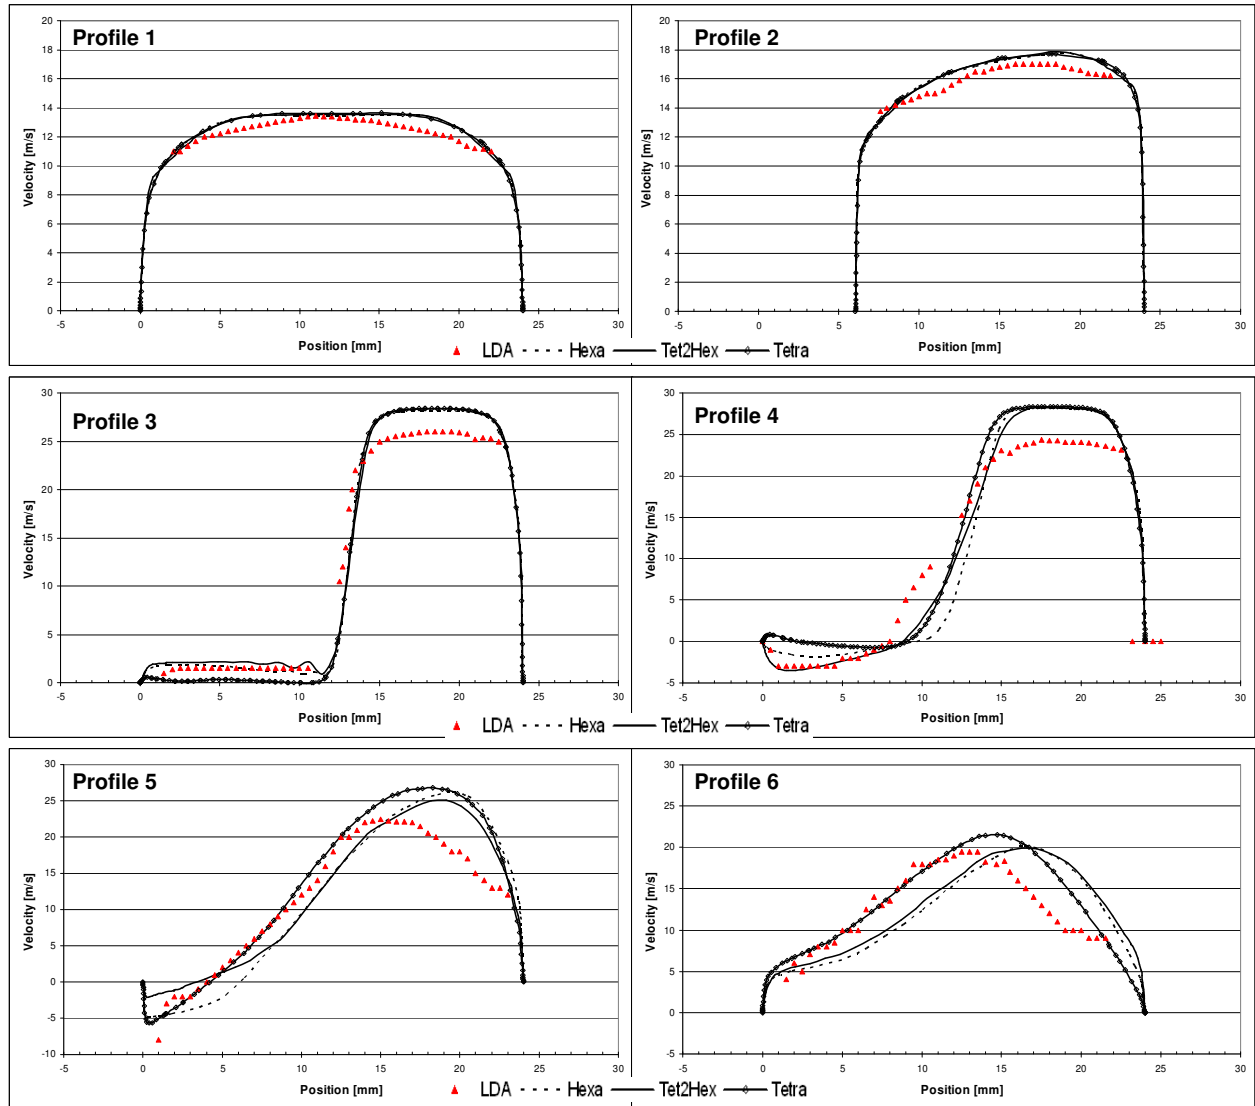 Profile 1
Velocity [m/s]
20
18
16
14
12
10
8
6
4
2
0
-5 0 5 10 15 20 25 30
Position [mm]
Profile 2
Velocity [m/s]
20
18
16
14
12
10
8
6
4
2
0
-5 0 5 10 15 20 25 30
Position [mm]
LDA Hexa Tet2Hex Tetra
Profile 3
Velocity [m/s]
30
25
20
15
10
5
0
-5 0 5 10 15 20 25 30
Position [mm]
Profile 4
Velocity [m/s]
30
25
20
15
10
5
0
-5
-5 0 5 10 15 20 25 30
Position [mm]
LDA Hexa Tet2Hex Tetra
Profile 5
Velocity [m/s]
30
25
20
15
10
5
0
-5
-10
-5 0 5 10 15 20 25 30
Position [mm]
Profile 6
Velocity [m/s]
30
25
20
15
10
5
0
-5
-5 0 5 10 15 20 25 30
Position [mm]
LDA Hexa Tet2Hex Tetra